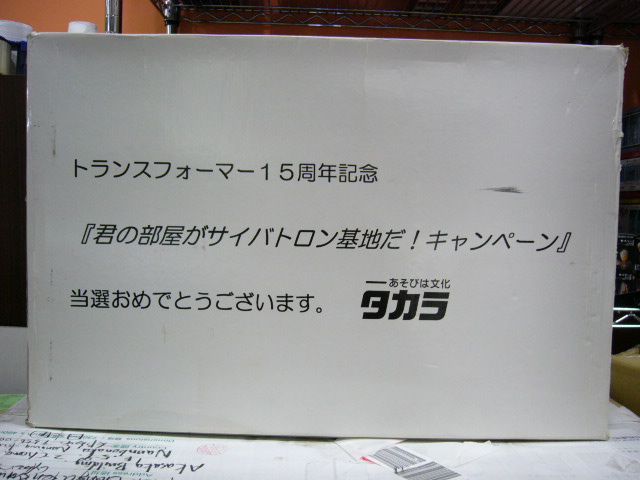 トランスフォーマー15周年記念
『君の部屋がサイバトロン基地だ!キャンペーン』
あそびは文化
当選おめでとうございます。 タカラ
Akasaka Building